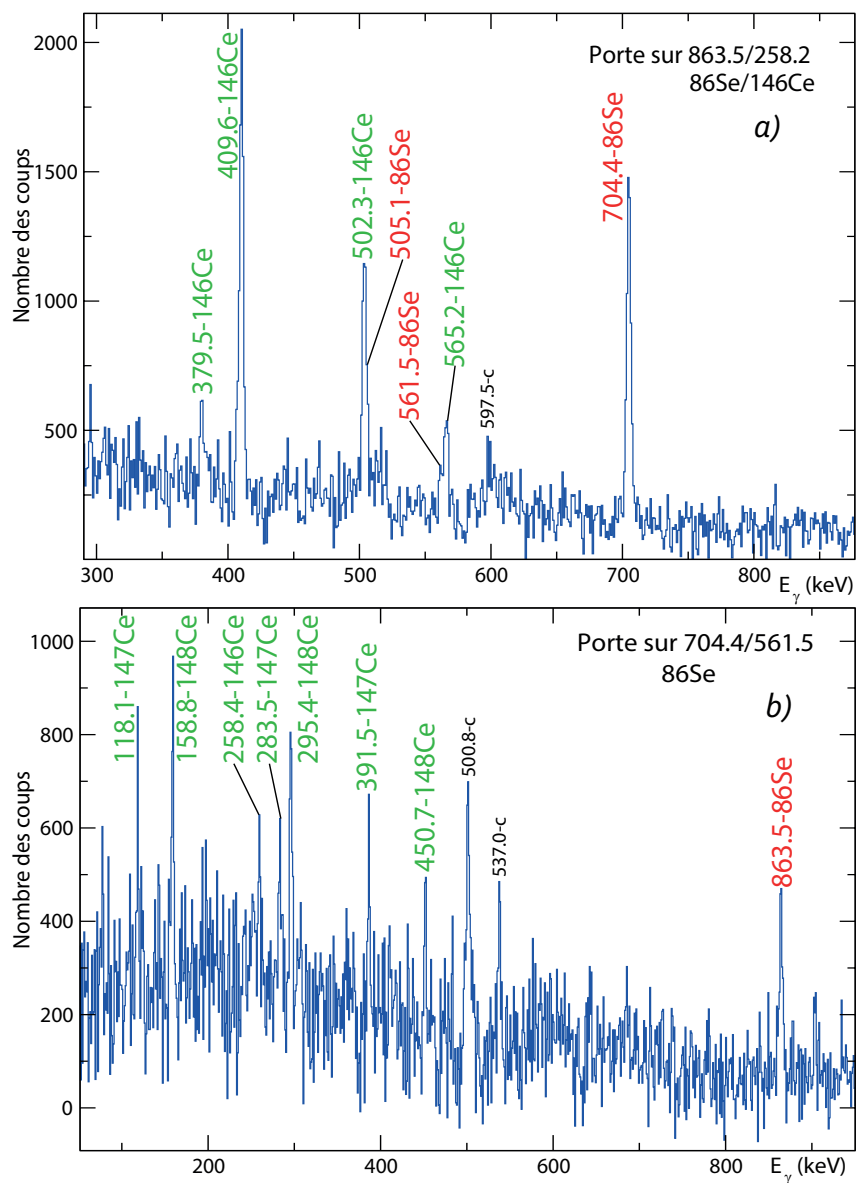 2000
1500
1000
500
Nombre des coups
379.5-146Ce
409.6-146Ce
502.3-146Ce
505.1-86Se
561.5-86Se
565.2-146Ce
597.5-c
704.4-86Se
Porte sur 863.5/258.2
86Se/146Ce
a)
300
400
500
600
700
800
E γ (keV)
1000
800
600
400
200
0
Nombre des coups
118.1-147Ce
158.8-148Ce
258.4-146Ce
283.5-147Ce
295.4-148Ce
391.5-147Ce
450.7-148Ce
500.8-c
537.0-c
863.5-86Se
Porte sur 704.4/561.5
86Se
b)
200
400
600
800
E γ (keV)